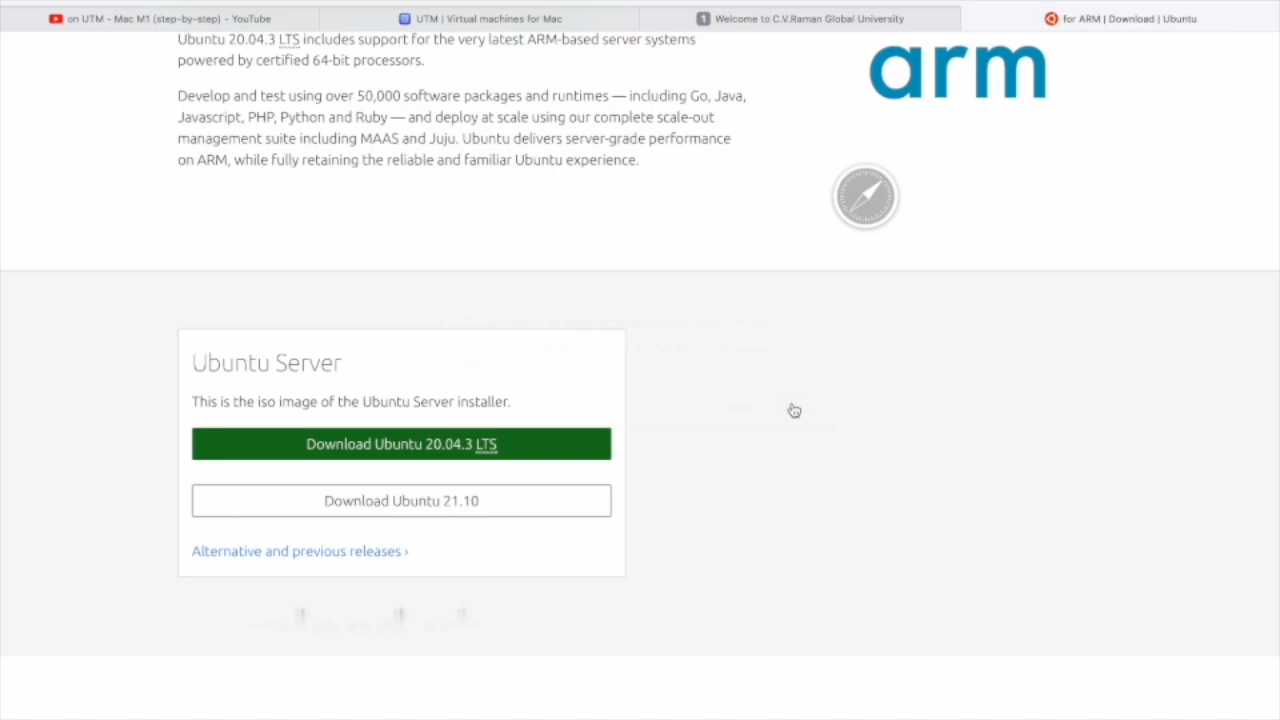 on UTM - Mac M1 (step-by-step) - YouTube
UTM | Virtual machines for Mac
1 Welcome to C.V.Raman Global University
for ARM | Download | Ubuntu
Ubuntu 20.04.3 LTS includes support for the very latest ARM-based server systems
powered by certified 64-bit processors.
arm
Develop and test using over 50,000 software packages and runtimes — including Go, Java,
Javascript, PHP, Python and Ruby — and deploy at scale using our complete scale-out
management suite including MAAS and Juju. Ubuntu delivers server-grade performance
on ARM, while fully retaining the reliable and familiar Ubuntu experience.
Ubuntu Server
This is the iso image of the Ubuntu Server installer.
Download Ubuntu 20.04.3 LTS
Download Ubuntu 21.10
Alternative and previous releases ›